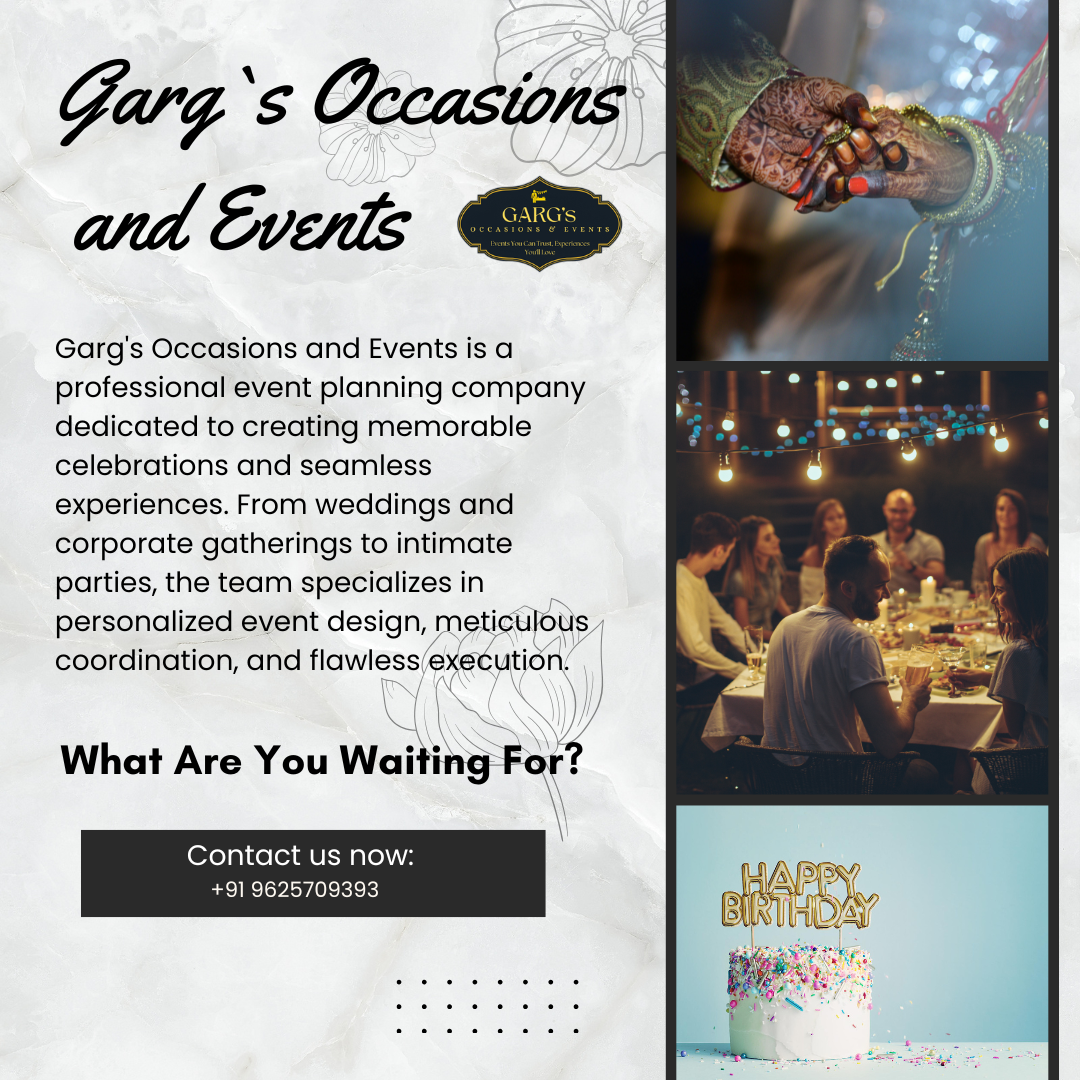 Garg`s Occasions
and Events
GARG's
OCCASIONS & EVENTS
Events You Can Trust, Experiences
You'll Love
Garg's Occasions and Events is a
professional event planning company
dedicated to creating memorable
celebrations and seamless
experiences. From weddings and
corporate gatherings to intimate
parties, the team specializes in
personalized event design, meticulous
coordination, and flawless execution.
What Are You Waiting For?
Contact us now:
+91 9625709393
HAPPY
BIRTHDAY